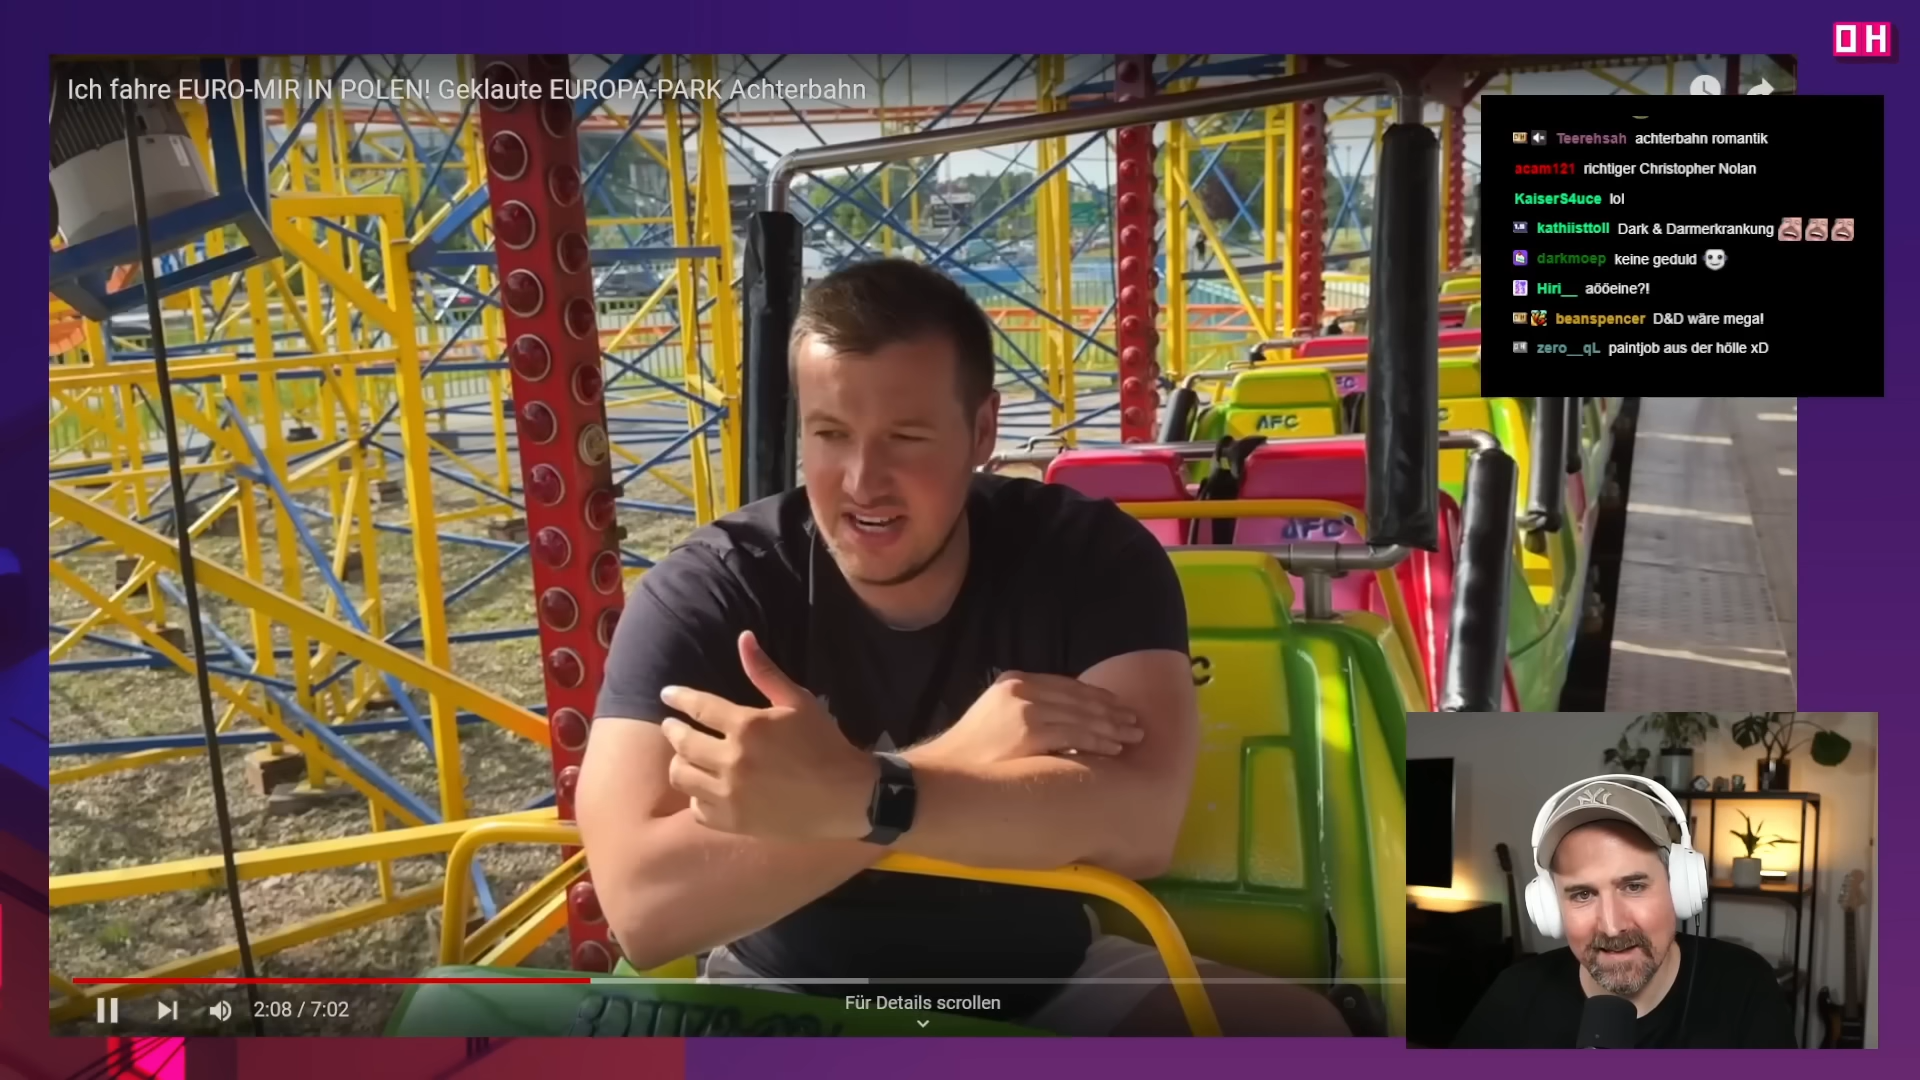 OH
Ich fahre EURO-MIR IN POLEN! Geklaute EUROPA-PARK Achterbahn
Teerehsah achterbahn romantik
acam121 richtiger Christopher Nolan
KaiserS4uce lol
kathiisttoll Dark & Darmerkrankung
darkmoep keine geduld
Hiri__ aööeine?!
beanspencer D&D wäre mega!
zero__qL paintjob aus der hölle xD
AFC
AFC
C
NY
2:08 / 7:02
Für Details scrollen